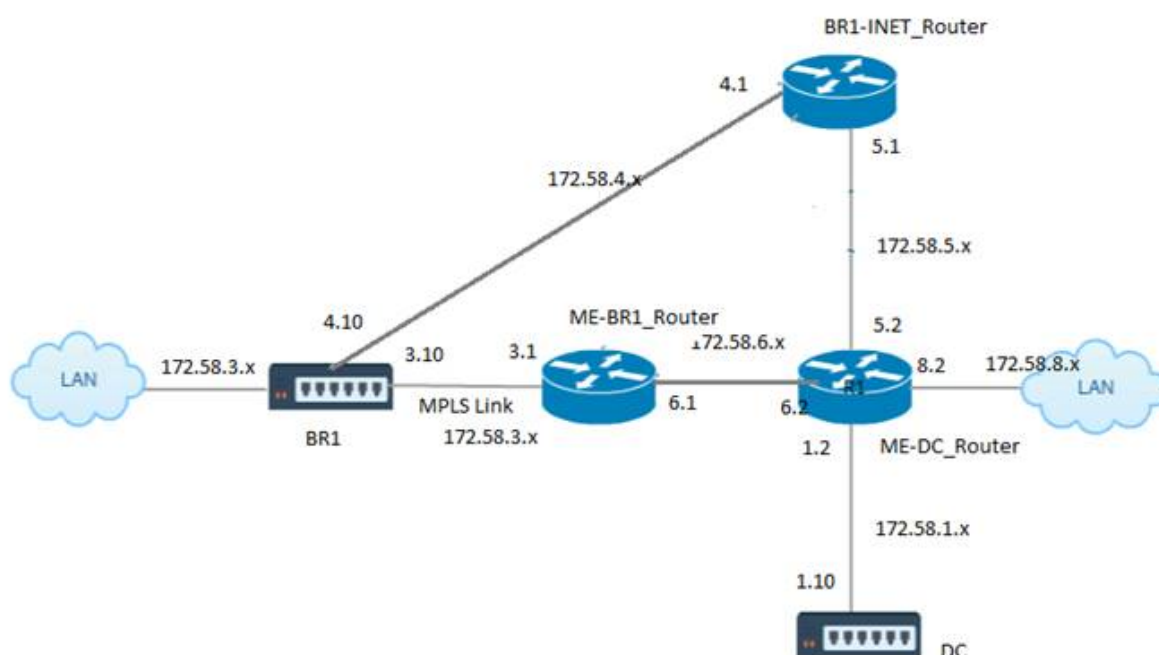 BR1-INET_Router
4.1
5.1
172.58.4.x
172.58.5.x
4.10
ME-BR1_Router
5.2
172.58.6.x
172.58.3.x
3.10
3.1
8.2
172.58.8.x
LAN
R1
LAN
MPLS Link
6.1
6.2
BR1
172.58.3.x
1.2
ME-DC_Router
172.58.1.x
1.10
DC